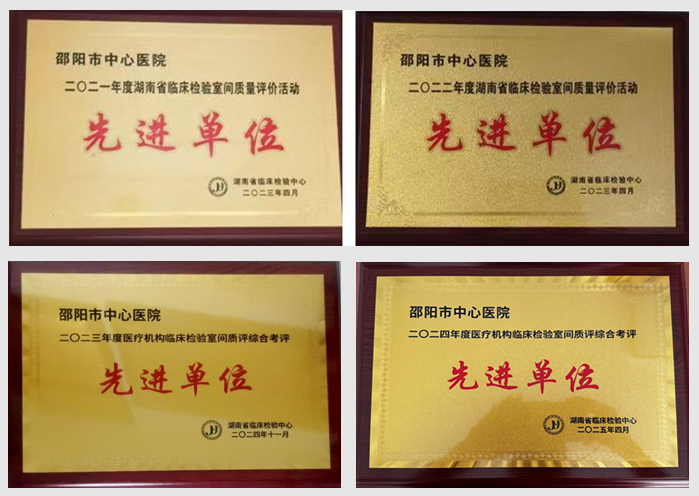 邵阳市中心医院
二〇二一年度湖南省临床检验室间质量评价活动
先进单位
湖南省临床检验中心
二〇二三年四月
邵阳市中心医院
二〇二二年度湖南省临床检验室间质量评价活动
先进单位
湖南省临床检验中心
二〇二三年四月
邵阳市中心医院
二〇二三年度医疗机构临床检验室间质评综合考评
先进单位
湖南省临床检验中心
二〇二四年十一月
邵阳市中心医院
二〇二四年度医疗机构临床检验室间质评综合考评
先进单位
湖南省临床检验中心
二〇二五年四月